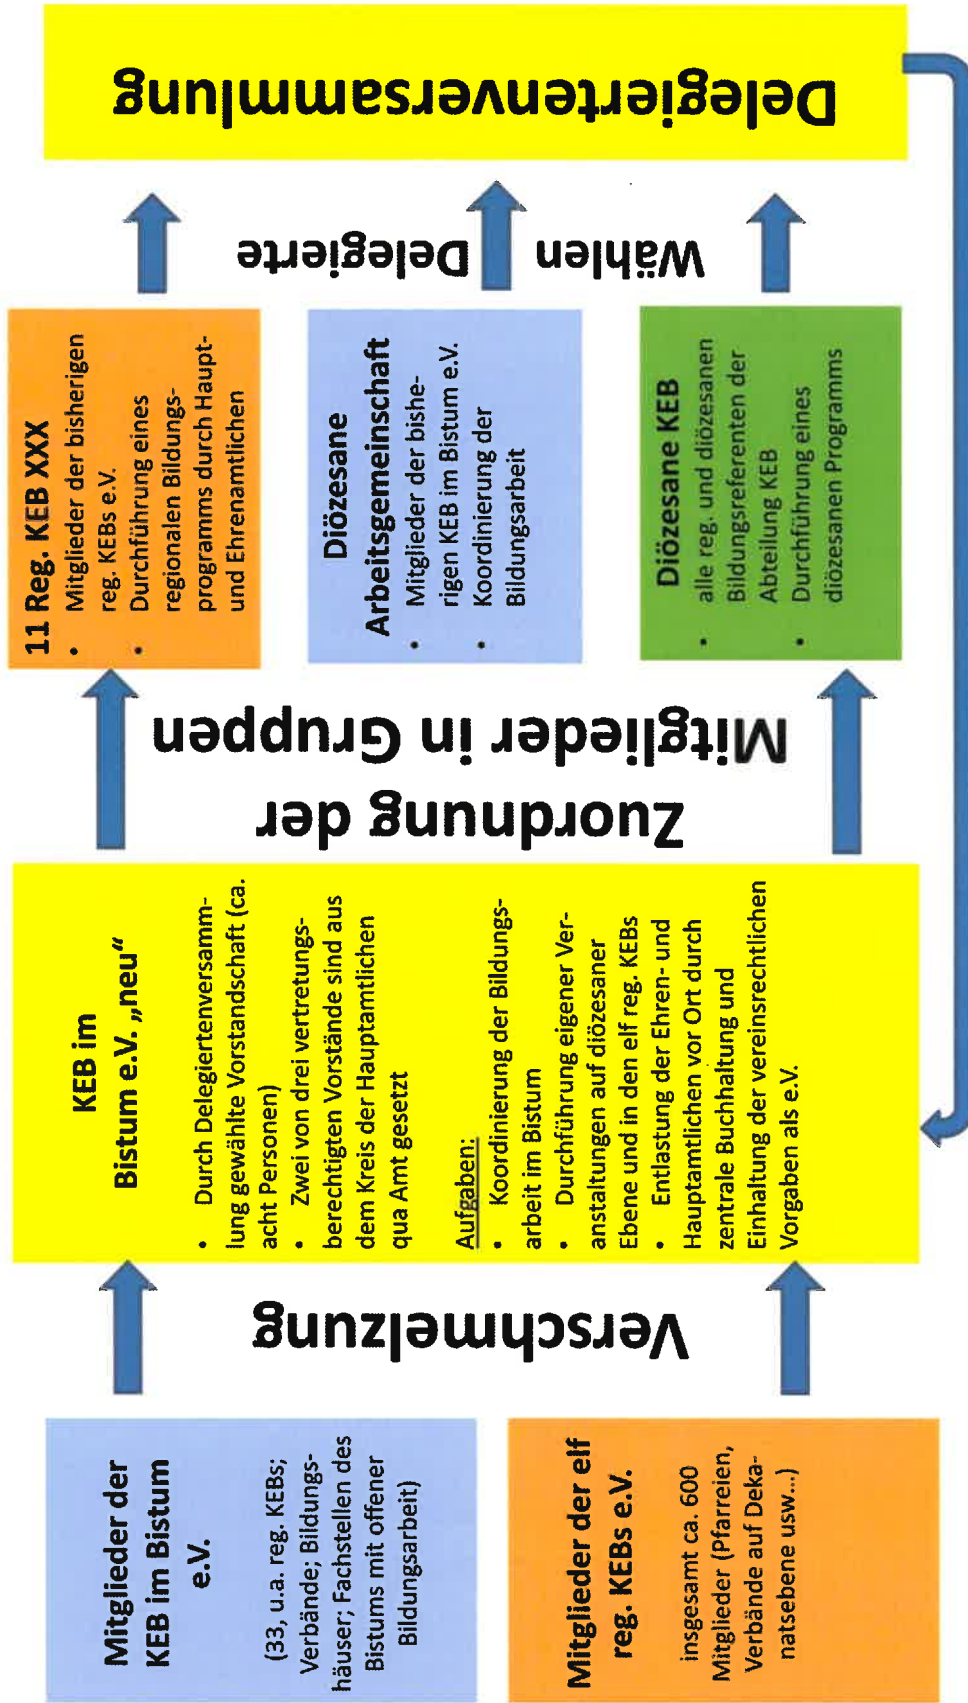 Mitglieder der
KEB im Bistum
e.V.
(33, u.a. reg. KEBs;
Verbände; Bildungs-
häuser; Fachstellen des
Bistums mit offener
Bildungsarbeit)
Mitglieder der elf
reg. KEBs e.V.
insgesamt ca. 600
Mitglieder (Pfarreien,
Verbände auf Deka-
natsebene usw...)
Verschmelzung
KEB im
Bistum e.V. „neu“
• Durch Delegiertenversamm-
lung gewählte Vorstandschaft (ca.
acht Personen)
• Zwei von drei vertretungs-
berechtigten Vorstände sind aus
dem Kreis der Hauptamtlichen
qua Amt gesetzt
Aufgaben:
• Koordinierung der Bildungs-
arbeit im Bistum
• Durchführung eigener Ver-
anstaltungen auf diözesaner
Ebene und in den elf reg. KEBs
• Entlastung der Ehren- und
Hauptamtlichen vor Ort durch
zentrale Buchhaltung und
Einhaltung der vereinsrechtlichen
Vorgaben als e.V.
Zuordnung der
Mitglieder in Gruppen
11 Reg. KEB XXX
• Mitglieder der bisherigen
reg. KEBs e.V.
• Durchführung eines
regionalen Bildungs-
programms durch Haupt-
und Ehrenamtlichen
Diözesane
Arbeitsgemeinschaft
• Mitglieder der bishe-
rigen KEB im Bistum e.V.
• Koordinierung der
Bildungsarbeit
Diözesane KEB
• alle reg. und diözesanen
Bildungsreferenten der
Abteilung KEB
• Durchführung eines
diözesanen Programms
Wählen
Delegierte
Delegiertenversammlung